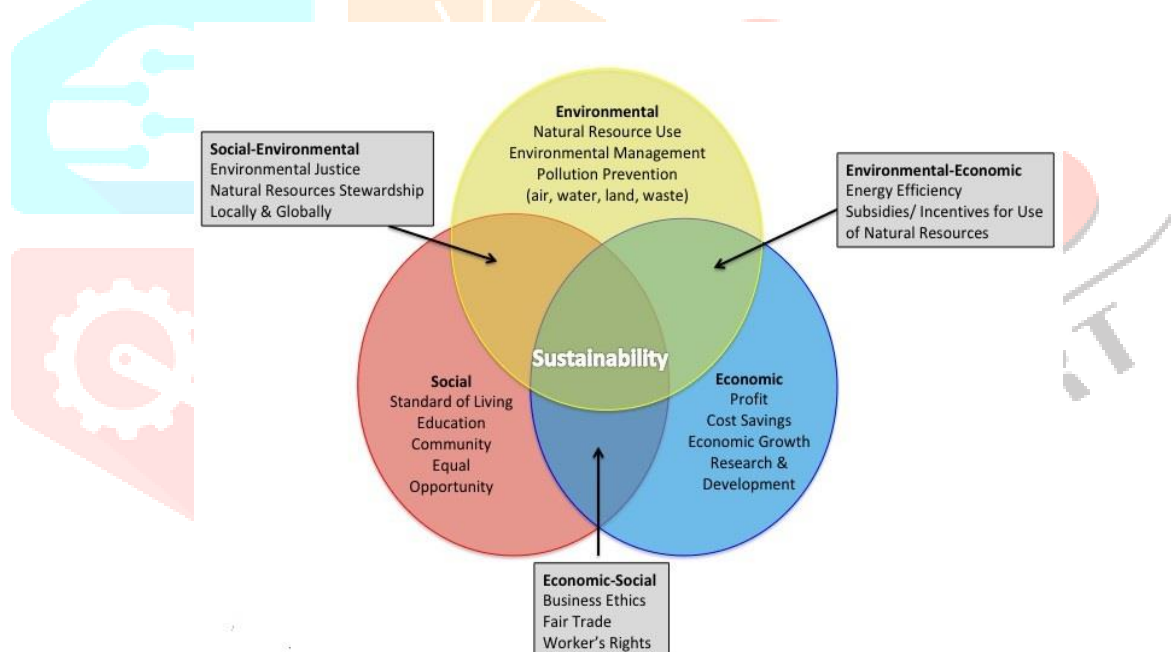 Environmental
Natural Resource Use
Environmental Management
Pollution Prevention
(air, water, land, waste)
Social-Environmental
Environmental Justice
Natural Resources Stewardship
Locally & Globally
Environmental-Economic
Energy Efficiency
Subsidies/ Incentives for Use
of Natural Resources
Sustainability
Social
Standard of Living
Education
Community
Equal
Opportunity
Economic
Profit
Cost Savings
Economic Growth
Research &
Development
Economic-Social
Business Ethics
Fair Trade
Worker's Rights